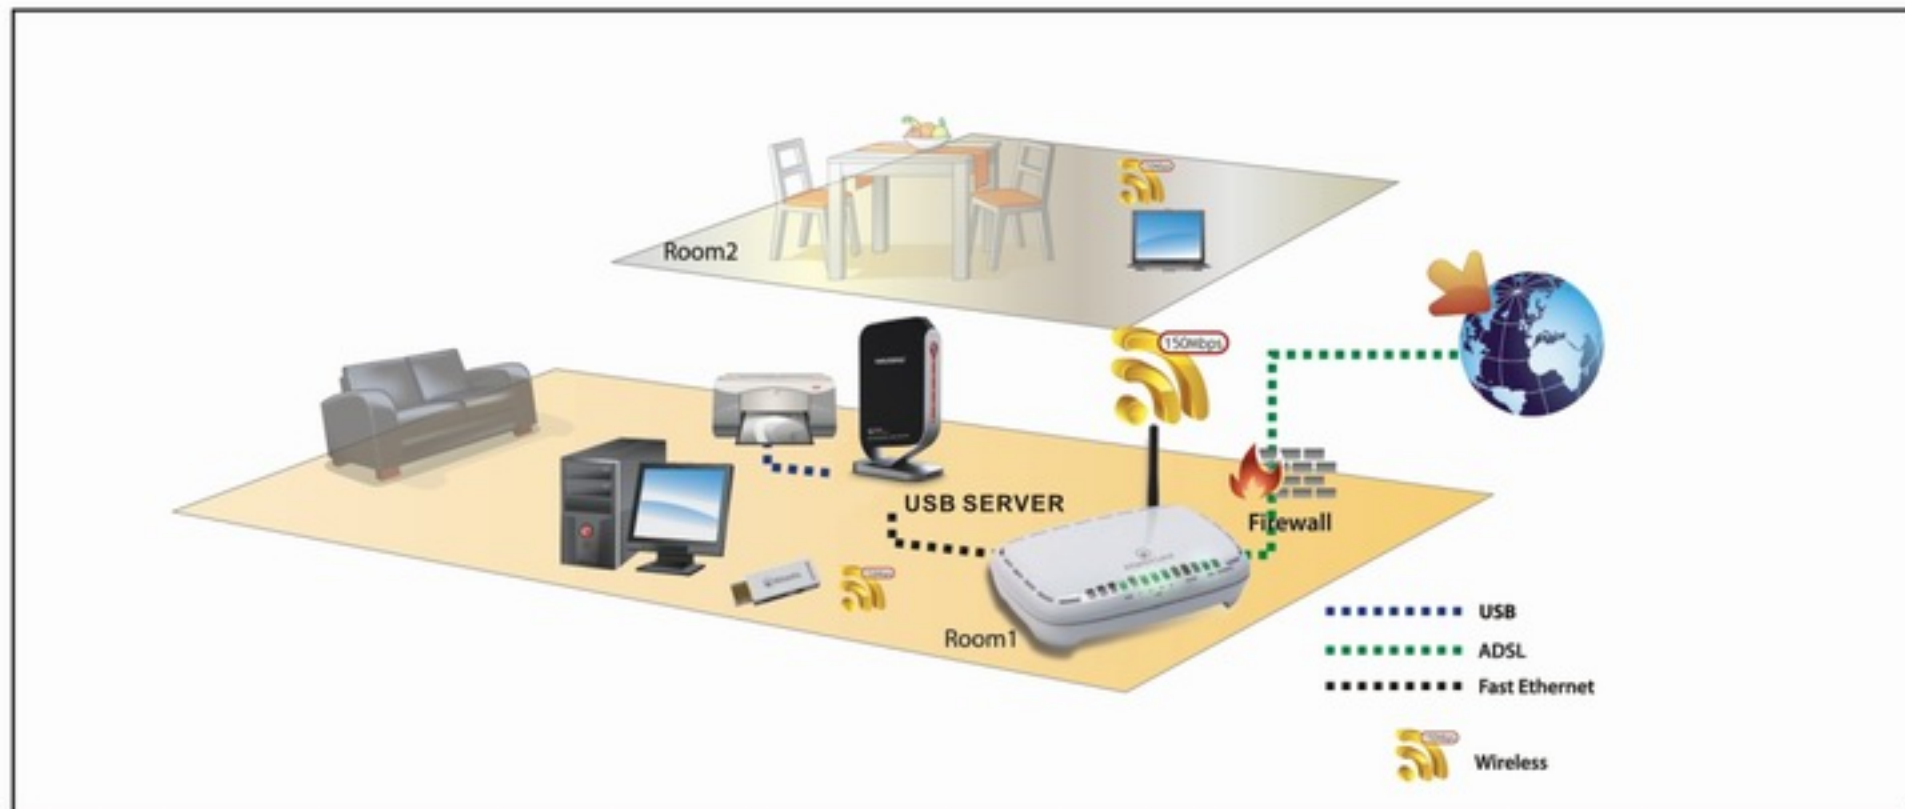 Room2
150Mbps
USB SERVER
Firewall
Room1
USB
ADSL
Fast Ethernet
Wireless